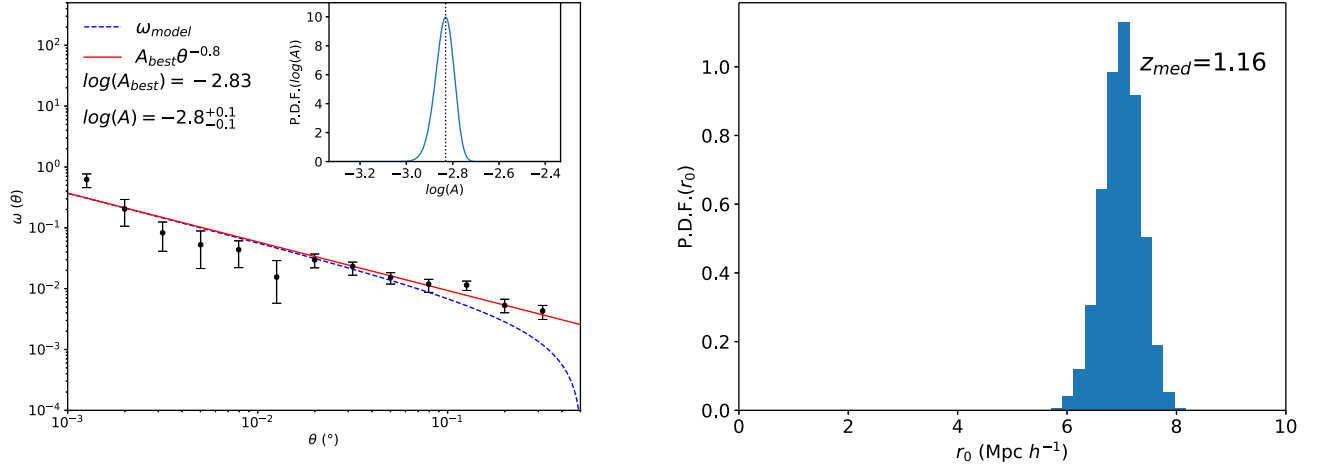 ω_model
A_best θ^−0.8
log(A_best) = −2.83
log(A) = −2.8 +0.1 −0.1
10^2
10^1
10^0
10^−1
10^−2
10^−3
10^−4
ω (θ)
10^−3 10^−2 10^−1
θ (°)
10
8
6
4
2
0
P.D.F.(log(A))
−3.2 −3.0 −2.8 −2.6 −2.4
log(A)
z_med=1.16
1.0
0.8
0.6
0.4
0.2
0.0
P.D.F.(r_0)
0 2 4 6 8 10
r_0 (Mpc h^−1)